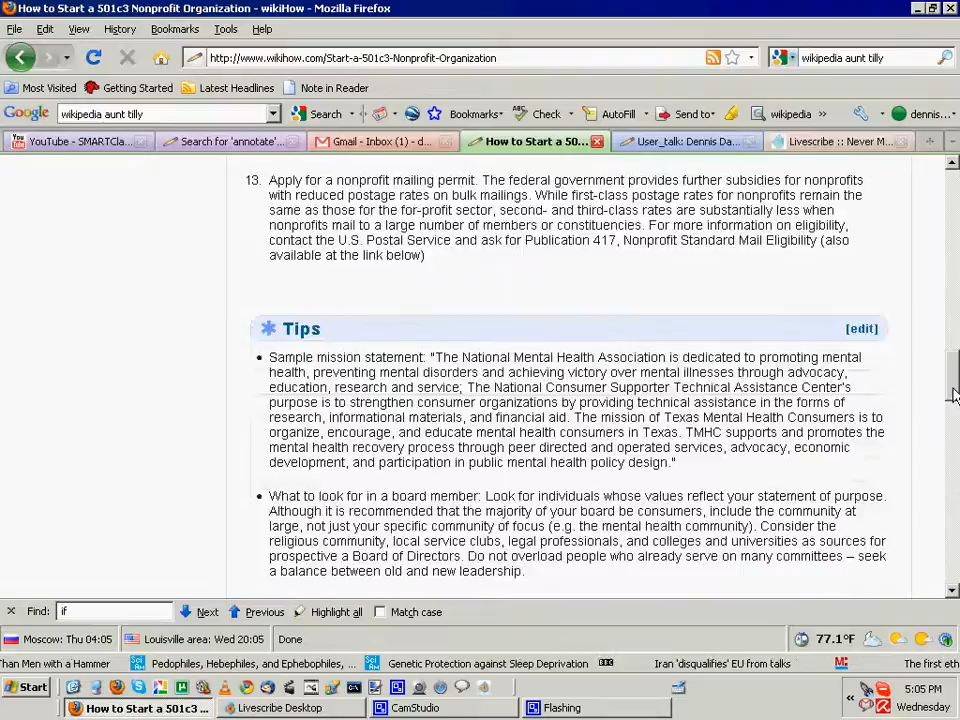 How to Start a 501c3 Nonprofit Organization - wikiHow - Mozilla Firefox
File Edit View History Bookmarks Tools Help
http://www.wikihow.com/Start-a-501c3-Nonprofit-Organization
wikipedia aunt tilly
Most Visited Getting Started Latest Headlines Note in Reader
Google wikipedia aunt tilly Search Bookmarks Check AutoFill Send to wikipedia » dennis...
YouTube - SMARTCla... Search for 'annotate'... Gmail - Inbox (1) - d... How to Start a 50... User_talk: Dennis Da... Livescribe :: Never M...
13. Apply for a nonprofit mailing permit. The federal government provides further subsidies for nonprofits
with reduced postage rates on bulk mailings. While first-class postage rates for nonprofits remain the
same as those for the for-profit sector, second- and third-class rates are substantially less when
nonprofits mail to a large number of members or constituencies. For more information on eligibility,
contact the U.S. Postal Service and ask for Publication 417, Nonprofit Standard Mail Eligibility (also
available at the link below)
Tips [edit]
• Sample mission statement: "The National Mental Health Association is dedicated to promoting mental
health, preventing mental disorders and achieving victory over mental illnesses through advocacy,
education, research and service; The National Consumer Supporter Technical Assistance Center's
purpose is to strengthen consumer organizations by providing technical assistance in the forms of
research, informational materials, and financial aid. The mission of Texas Mental Health Consumers is to
organize, encourage, and educate mental health consumers in Texas. TMHC supports and promotes the
mental health recovery process through peer directed and operated services, advocacy, economic
development, and participation in public mental health policy design."
• What to look for in a board member: Look for individuals whose values reflect your statement of purpose.
Although it is recommended that the majority of your board be consumers, include the community at
large, not just your specific community of focus (e.g. the mental health community). Consider the
religious community, local service clubs, legal professionals, and colleges and universities as sources for
prospective a Board of Directors. Do not overload people who already serve on many committees – seek
a balance between old and new leadership.
Find: if Next Previous Highlight all Match case
Moscow: Thu 04:05 Louisville area: Wed 20:05 Done 77.1°F
Than Men with a Hammer Pedophiles, Hebephiles, and Ephebophiles, ... Genetic Protection against Sleep Deprivation BBC Iran 'disqualifies' EU from talks The first eth
Start 5:05 PM
How to Start a 501c3 ... Livescribe Desktop CamStudio Flashing « Wednesday